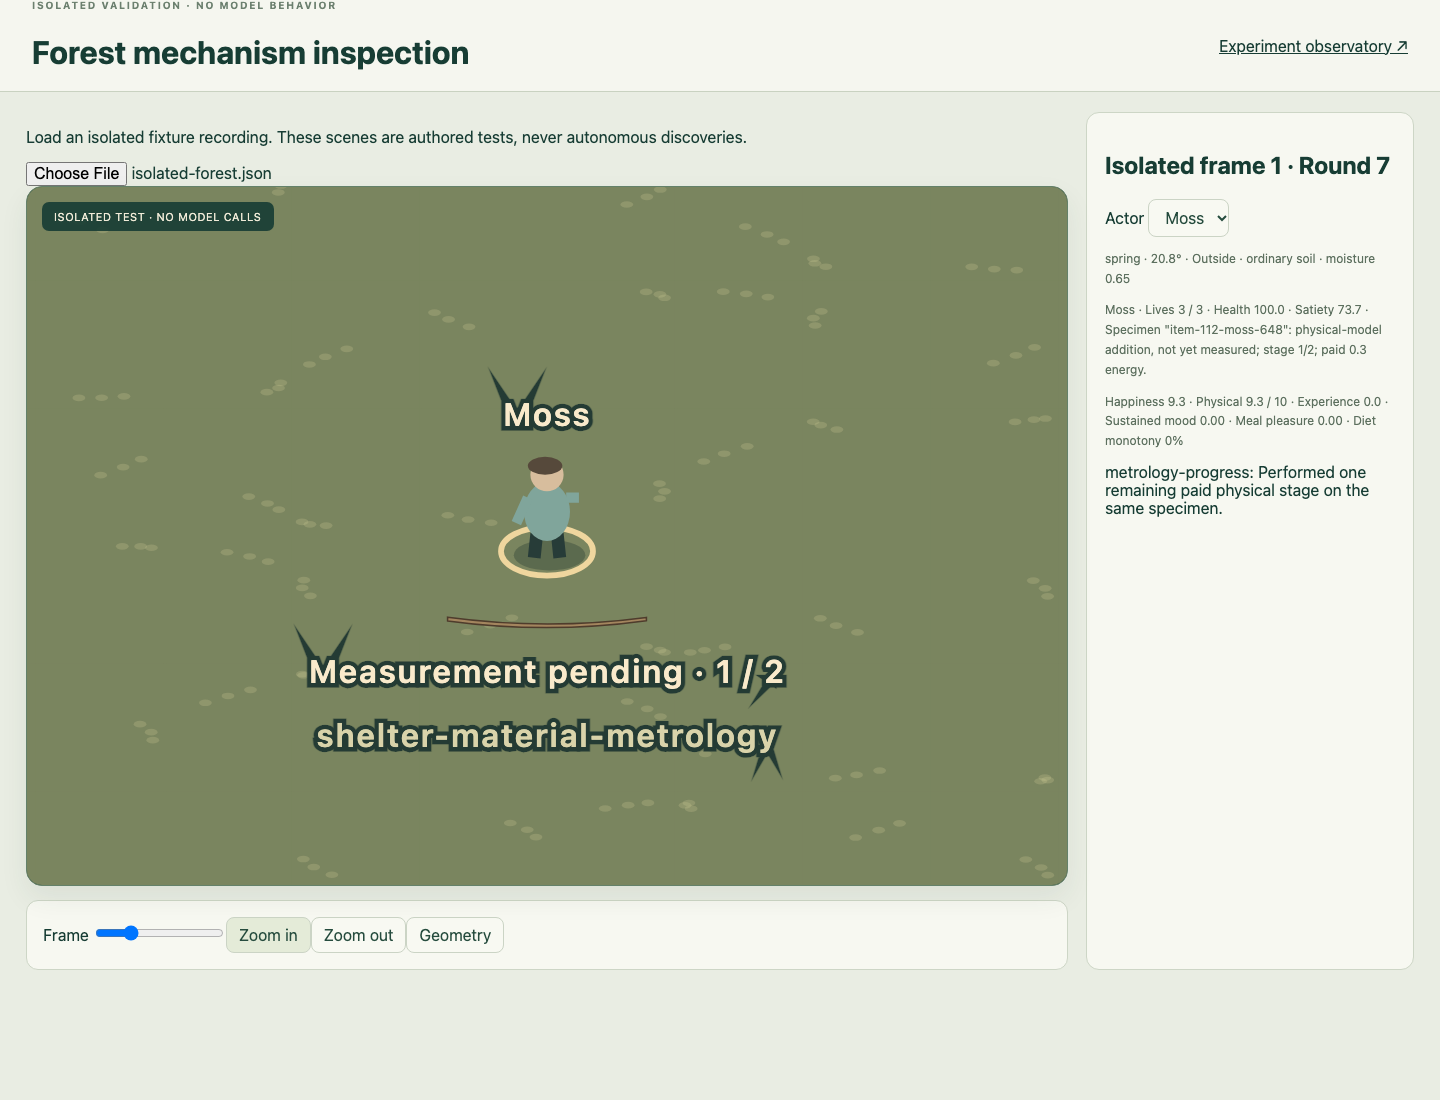 ISOLATED VALIDATION · NO MODEL BEHAVIOR
Forest mechanism inspection
Experiment observatory ↗
Load an isolated fixture recording. These scenes are authored tests, never autonomous discoveries.
Choose File isolated-forest.json
ISOLATED TEST · NO MODEL CALLS
Moss
Measurement pending · 1 / 2
shelter-material-metrology
Frame Zoom in Zoom out Geometry
Isolated frame 1 · Round 7
Actor Moss
spring · 20.8° · Outside · ordinary soil · moisture
0.65
Moss · Lives 3 / 3 · Health 100.0 · Satiety 73.7 ·
Specimen "item-112-moss-648": physical-model
addition, not yet measured; stage 1/2; paid 0.3
energy.
Happiness 9.3 · Physical 9.3 / 10 · Experience 0.0 ·
Sustained mood 0.00 · Meal pleasure 0.00 · Diet
monotony 0%
metrology-progress: Performed one
remaining paid physical stage on the
same specimen.